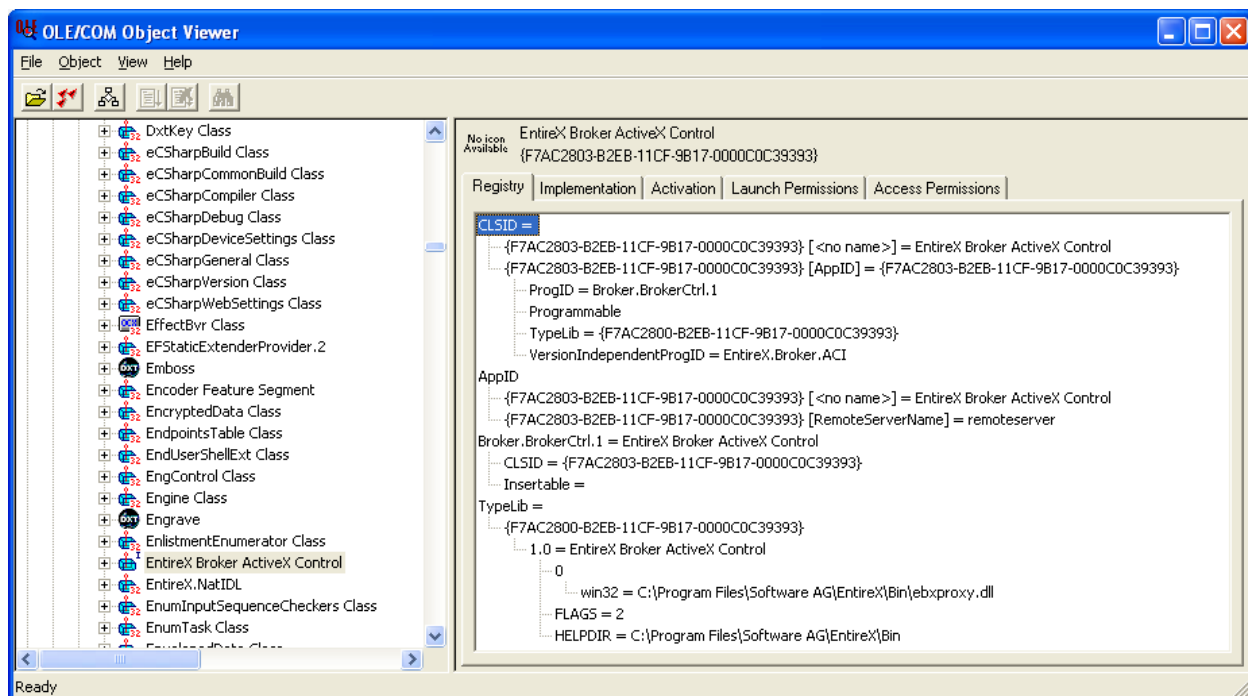 OLE/COM Object Viewer
File Object View Help
DxtKey Class
eCSharpBuild Class
eCSharpCommonBuild Class
eCSharpCompiler Class
eCSharpDebug Class
eCSharpDeviceSettings Class
eCSharpGeneral Class
eCSharpVersion Class
eCSharpWebSettings Class
EffectBvr Class
EFStaticExtenderProvider.2
Emboss
Encoder Feature Segment
EncryptedData Class
EndpointsTable Class
EndUserShellExt Class
EngControl Class
Engine Class
Engrave
EnlistmentEnumerator Class
EntireX Broker ActiveX Control
EntireX.NatIDL
EnumInputSequenceCheckers Class
EnumTask Class
No icon Available
EntireX Broker ActiveX Control
{F7AC2803-B2EB-11CF-9B17-0000C0C39393}
Registry Implementation Activation Launch Permissions Access Permissions
CLSID =
{F7AC2803-B2EB-11CF-9B17-0000C0C39393} [<no name>] = EntireX Broker ActiveX Control
{F7AC2803-B2EB-11CF-9B17-0000C0C39393} [AppID] = {F7AC2803-B2EB-11CF-9B17-0000C0C39393}
ProgID = Broker.BrokerCtrl.1
Programmable
TypeLib = {F7AC2800-B2EB-11CF-9B17-0000C0C39393}
VersionIndependentProgID = EntireX.Broker.ACI
AppID
{F7AC2803-B2EB-11CF-9B17-0000C0C39393} [<no name>] = EntireX Broker ActiveX Control
{F7AC2803-B2EB-11CF-9B17-0000C0C39393} [RemoteServerName] = remoteserver
Broker.BrokerCtrl.1 = EntireX Broker ActiveX Control
CLSID = {F7AC2803-B2EB-11CF-9B17-0000C0C39393}
Insertable =
TypeLib =
{F7AC2800-B2EB-11CF-9B17-0000C0C39393}
1.0 = EntireX Broker ActiveX Control
0
win32 = C:\Program Files\Software AG\EntireX\Bin\ebxproxy.dll
FLAGS = 2
HELPDIR = C:\Program Files\Software AG\EntireX\Bin
Ready